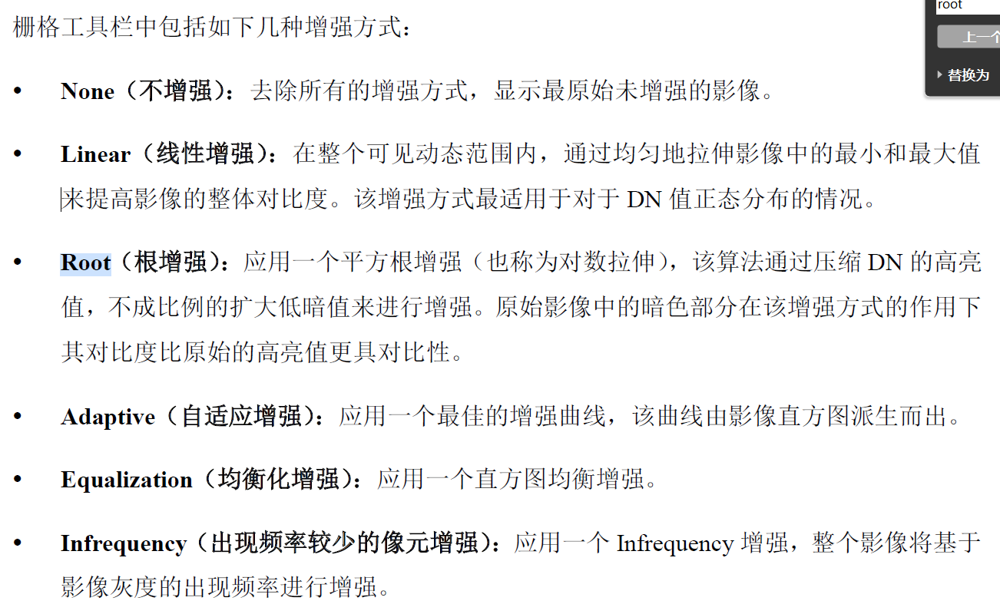 栅格工具栏中包括如下几种增强方式：
• None（不增强）：去除所有的增强方式，显示最原始未增强的影像。
• Linear（线性增强）：在整个可见动态范围内，通过均匀地拉伸影像中的最小和最大值
来提高影像的整体对比度。该增强方式最适用于对于 DN 值正态分布的情况。
• Root（根增强）：应用一个平方根增强（也称为对数拉伸），该算法通过压缩 DN 的高亮
值，不成比例的扩大低暗值来进行增强。原始影像中的暗色部分在该增强方式的作用下
其对比度比原始的高亮值更具对比性。
• Adaptive（自适应增强）：应用一个最佳的增强曲线，该曲线由影像直方图派生而出。
• Equalization（均衡化增强）：应用一个直方图均衡增强。
• Infrequency（出现频率较少的像元增强）：应用一个 Infrequency 增强，整个影像将基于
影像灰度的出现频率进行增强。
root
上一个
替换为